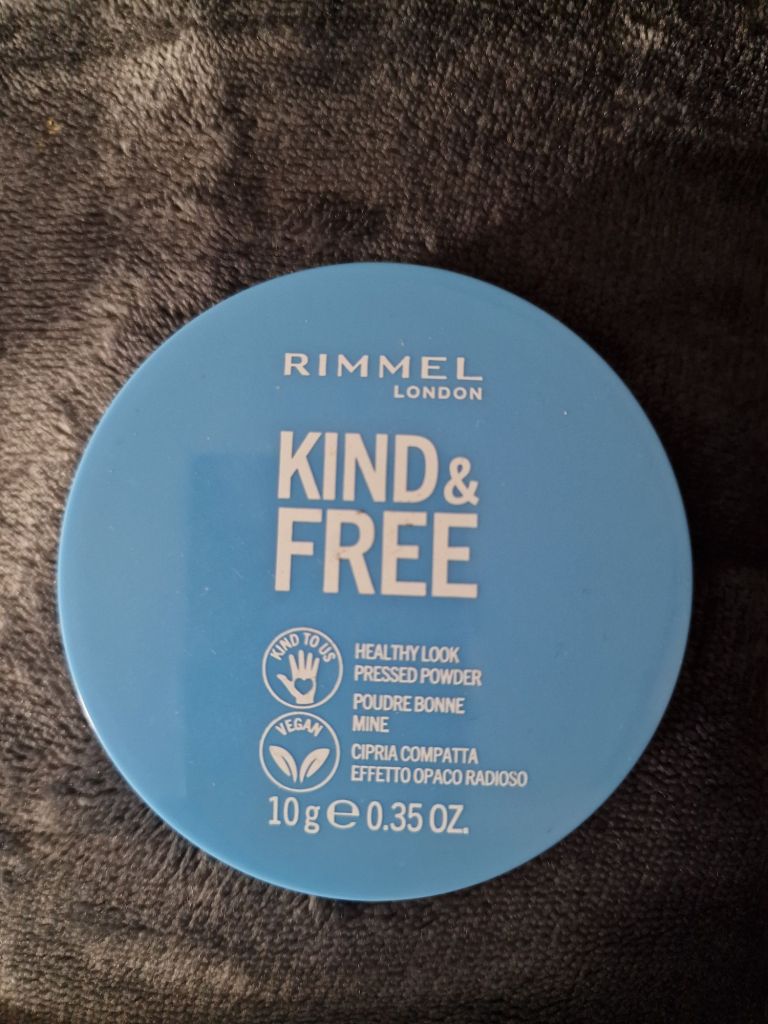 RIMMEL
LONDON
KIND &
FREE
KIND TO US
HEALTHY LOOK
PRESSED POWDER
POUDRE BONNE
MINE
VEGAN
CIPRIA COMPATTA
EFFETTO OPACO RADIOSO
10 g e 0.35 OZ.